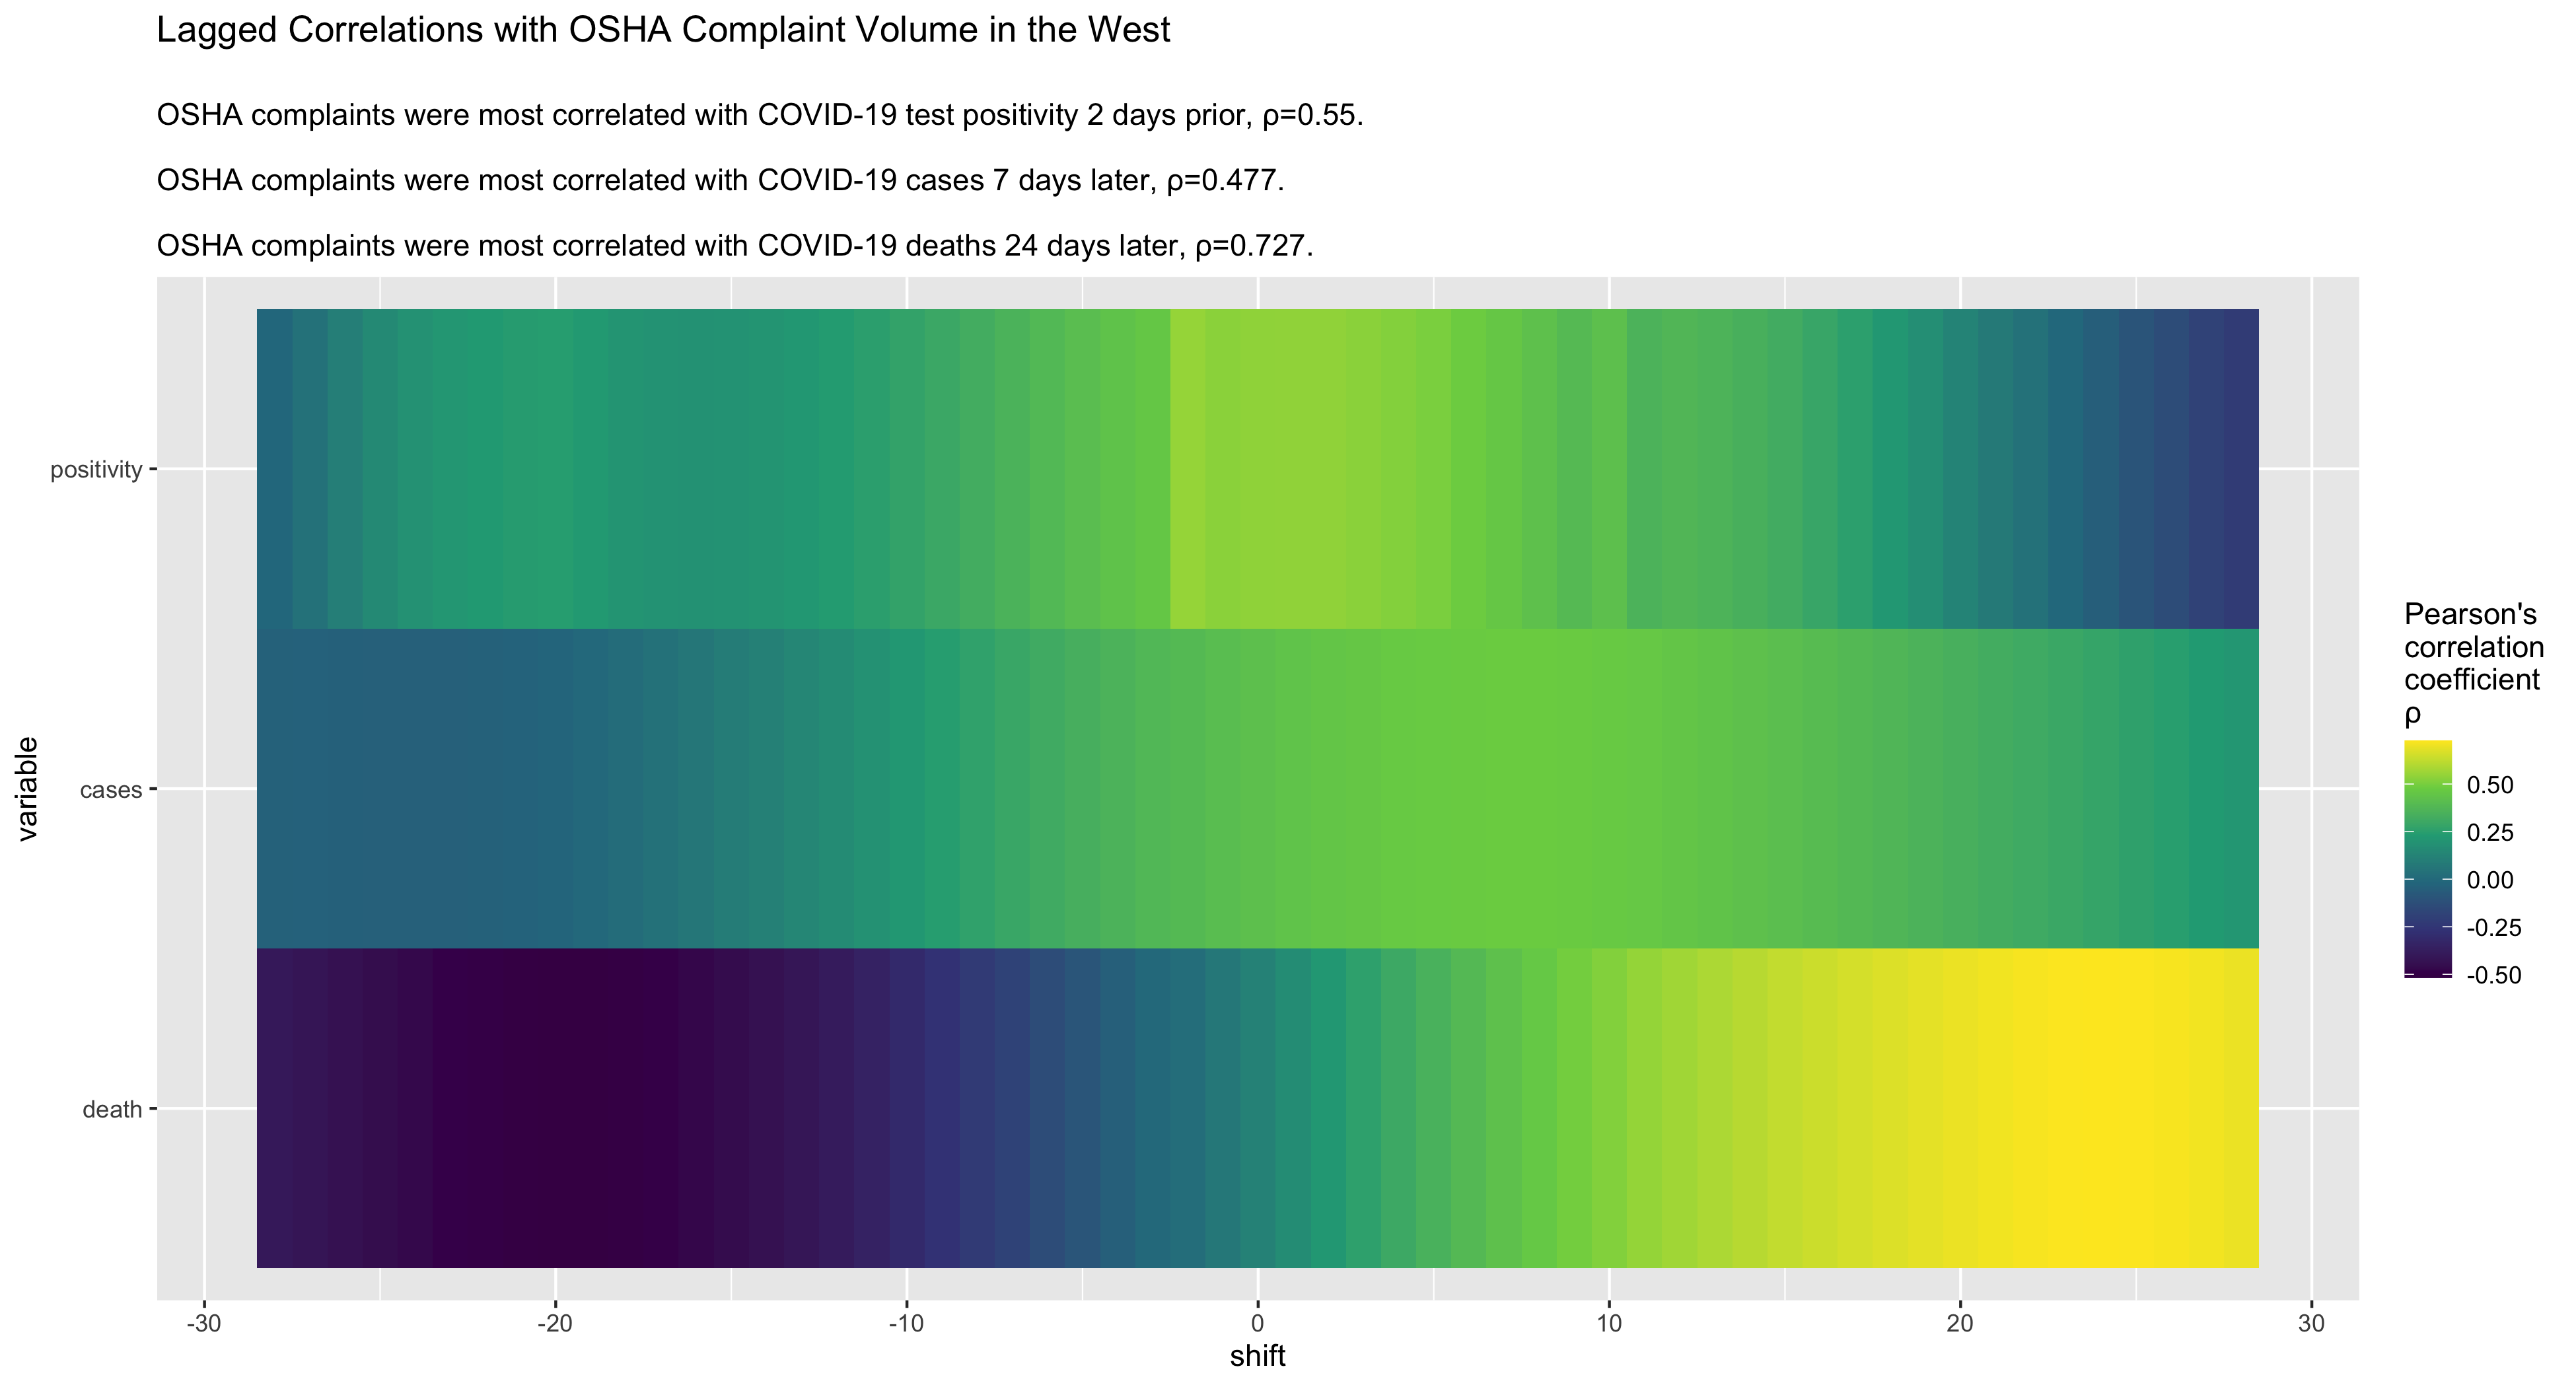 Lagged Correlations with OSHA Complaint Volume in the West
OSHA complaints were most correlated with COVID-19 test positivity 2 days prior, ρ=0.55.
OSHA complaints were most correlated with COVID-19 cases 7 days later, ρ=0.477.
OSHA complaints were most correlated with COVID-19 deaths 24 days later, ρ=0.727.
variable
positivity
cases
death
-30
-20
-10
0
10
20
30
shift
Pearson's
correlation
coefficient
ρ
0.50
0.25
0.00
-0.25
-0.50